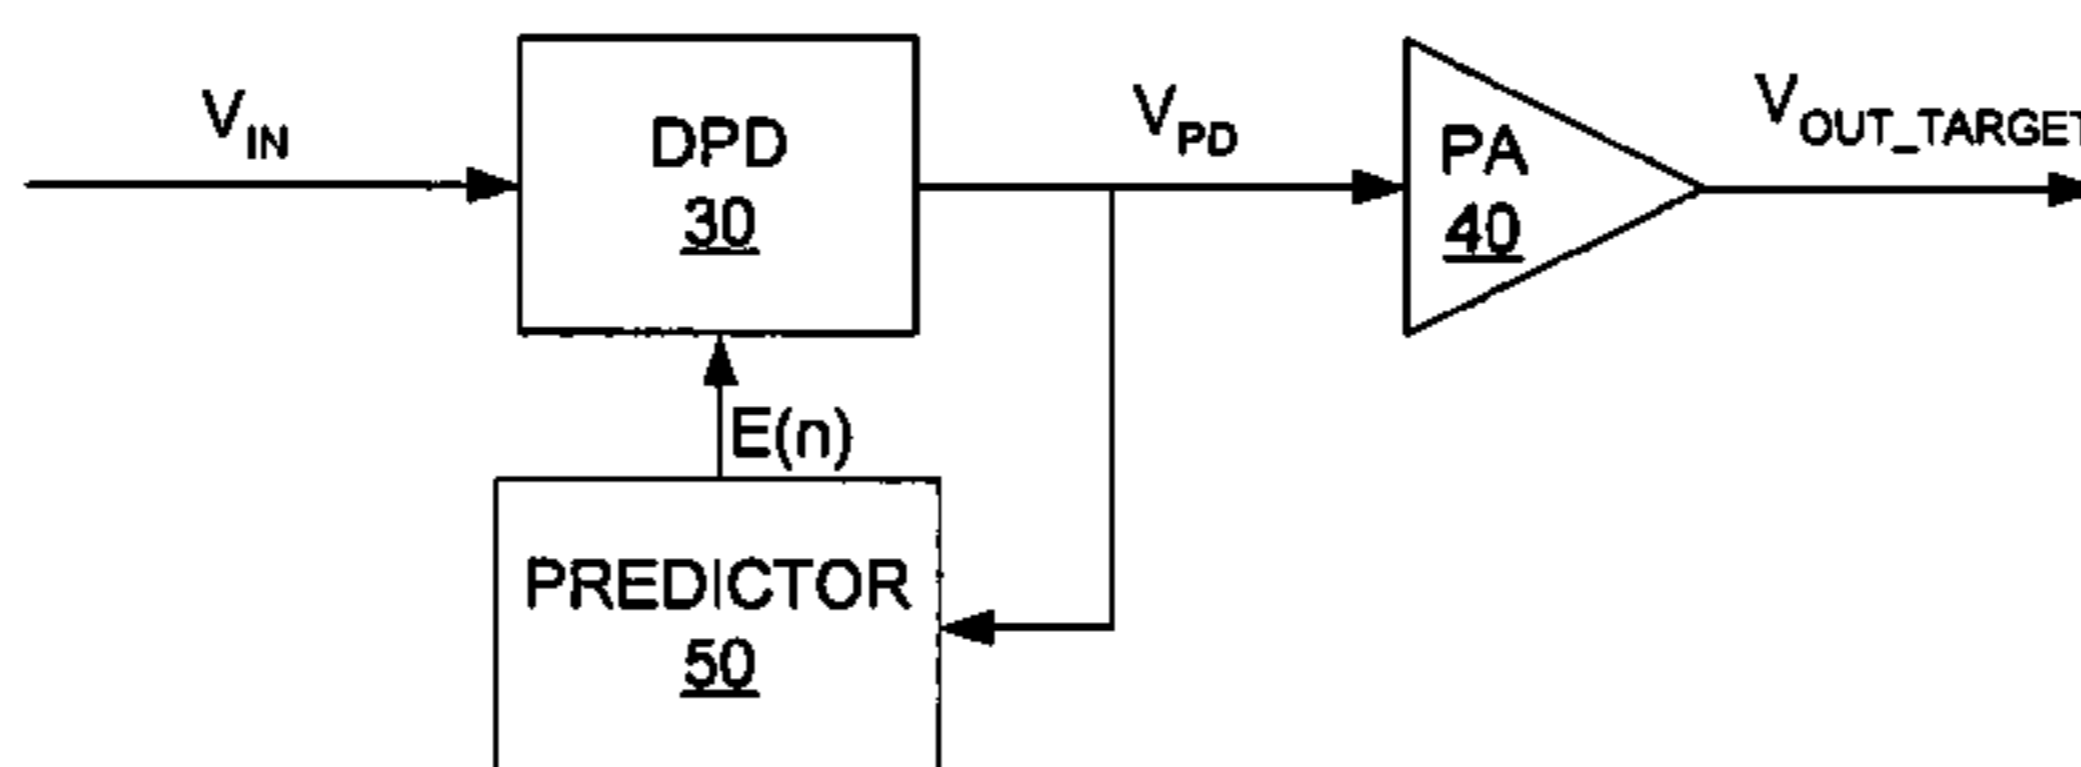 V_IN
DPD
30
V_PD
PA
40
V_OUT_TARGET
E(n)
PREDICTOR
50